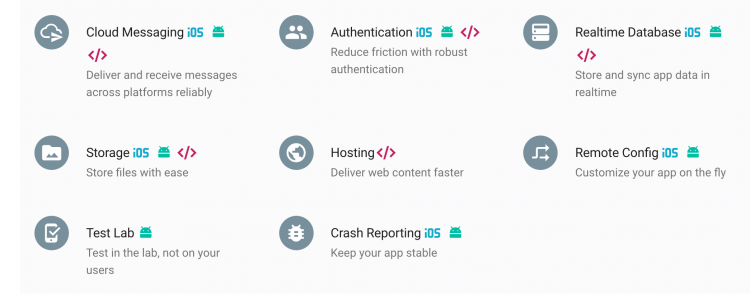 Cloud Messaging iOS
</>
Deliver and receive messages
across platforms reliably
Authentication iOS </>
Reduce friction with robust
authentication
Realtime Database iOS
</>
Store and sync app data in
realtime
Storage iOS </>
Store files with ease
Hosting </>
Deliver web content faster
Remote Config iOS
Customize your app on the fly
Test Lab
Test in the lab, not on your
users
Crash Reporting iOS
Keep your app stable